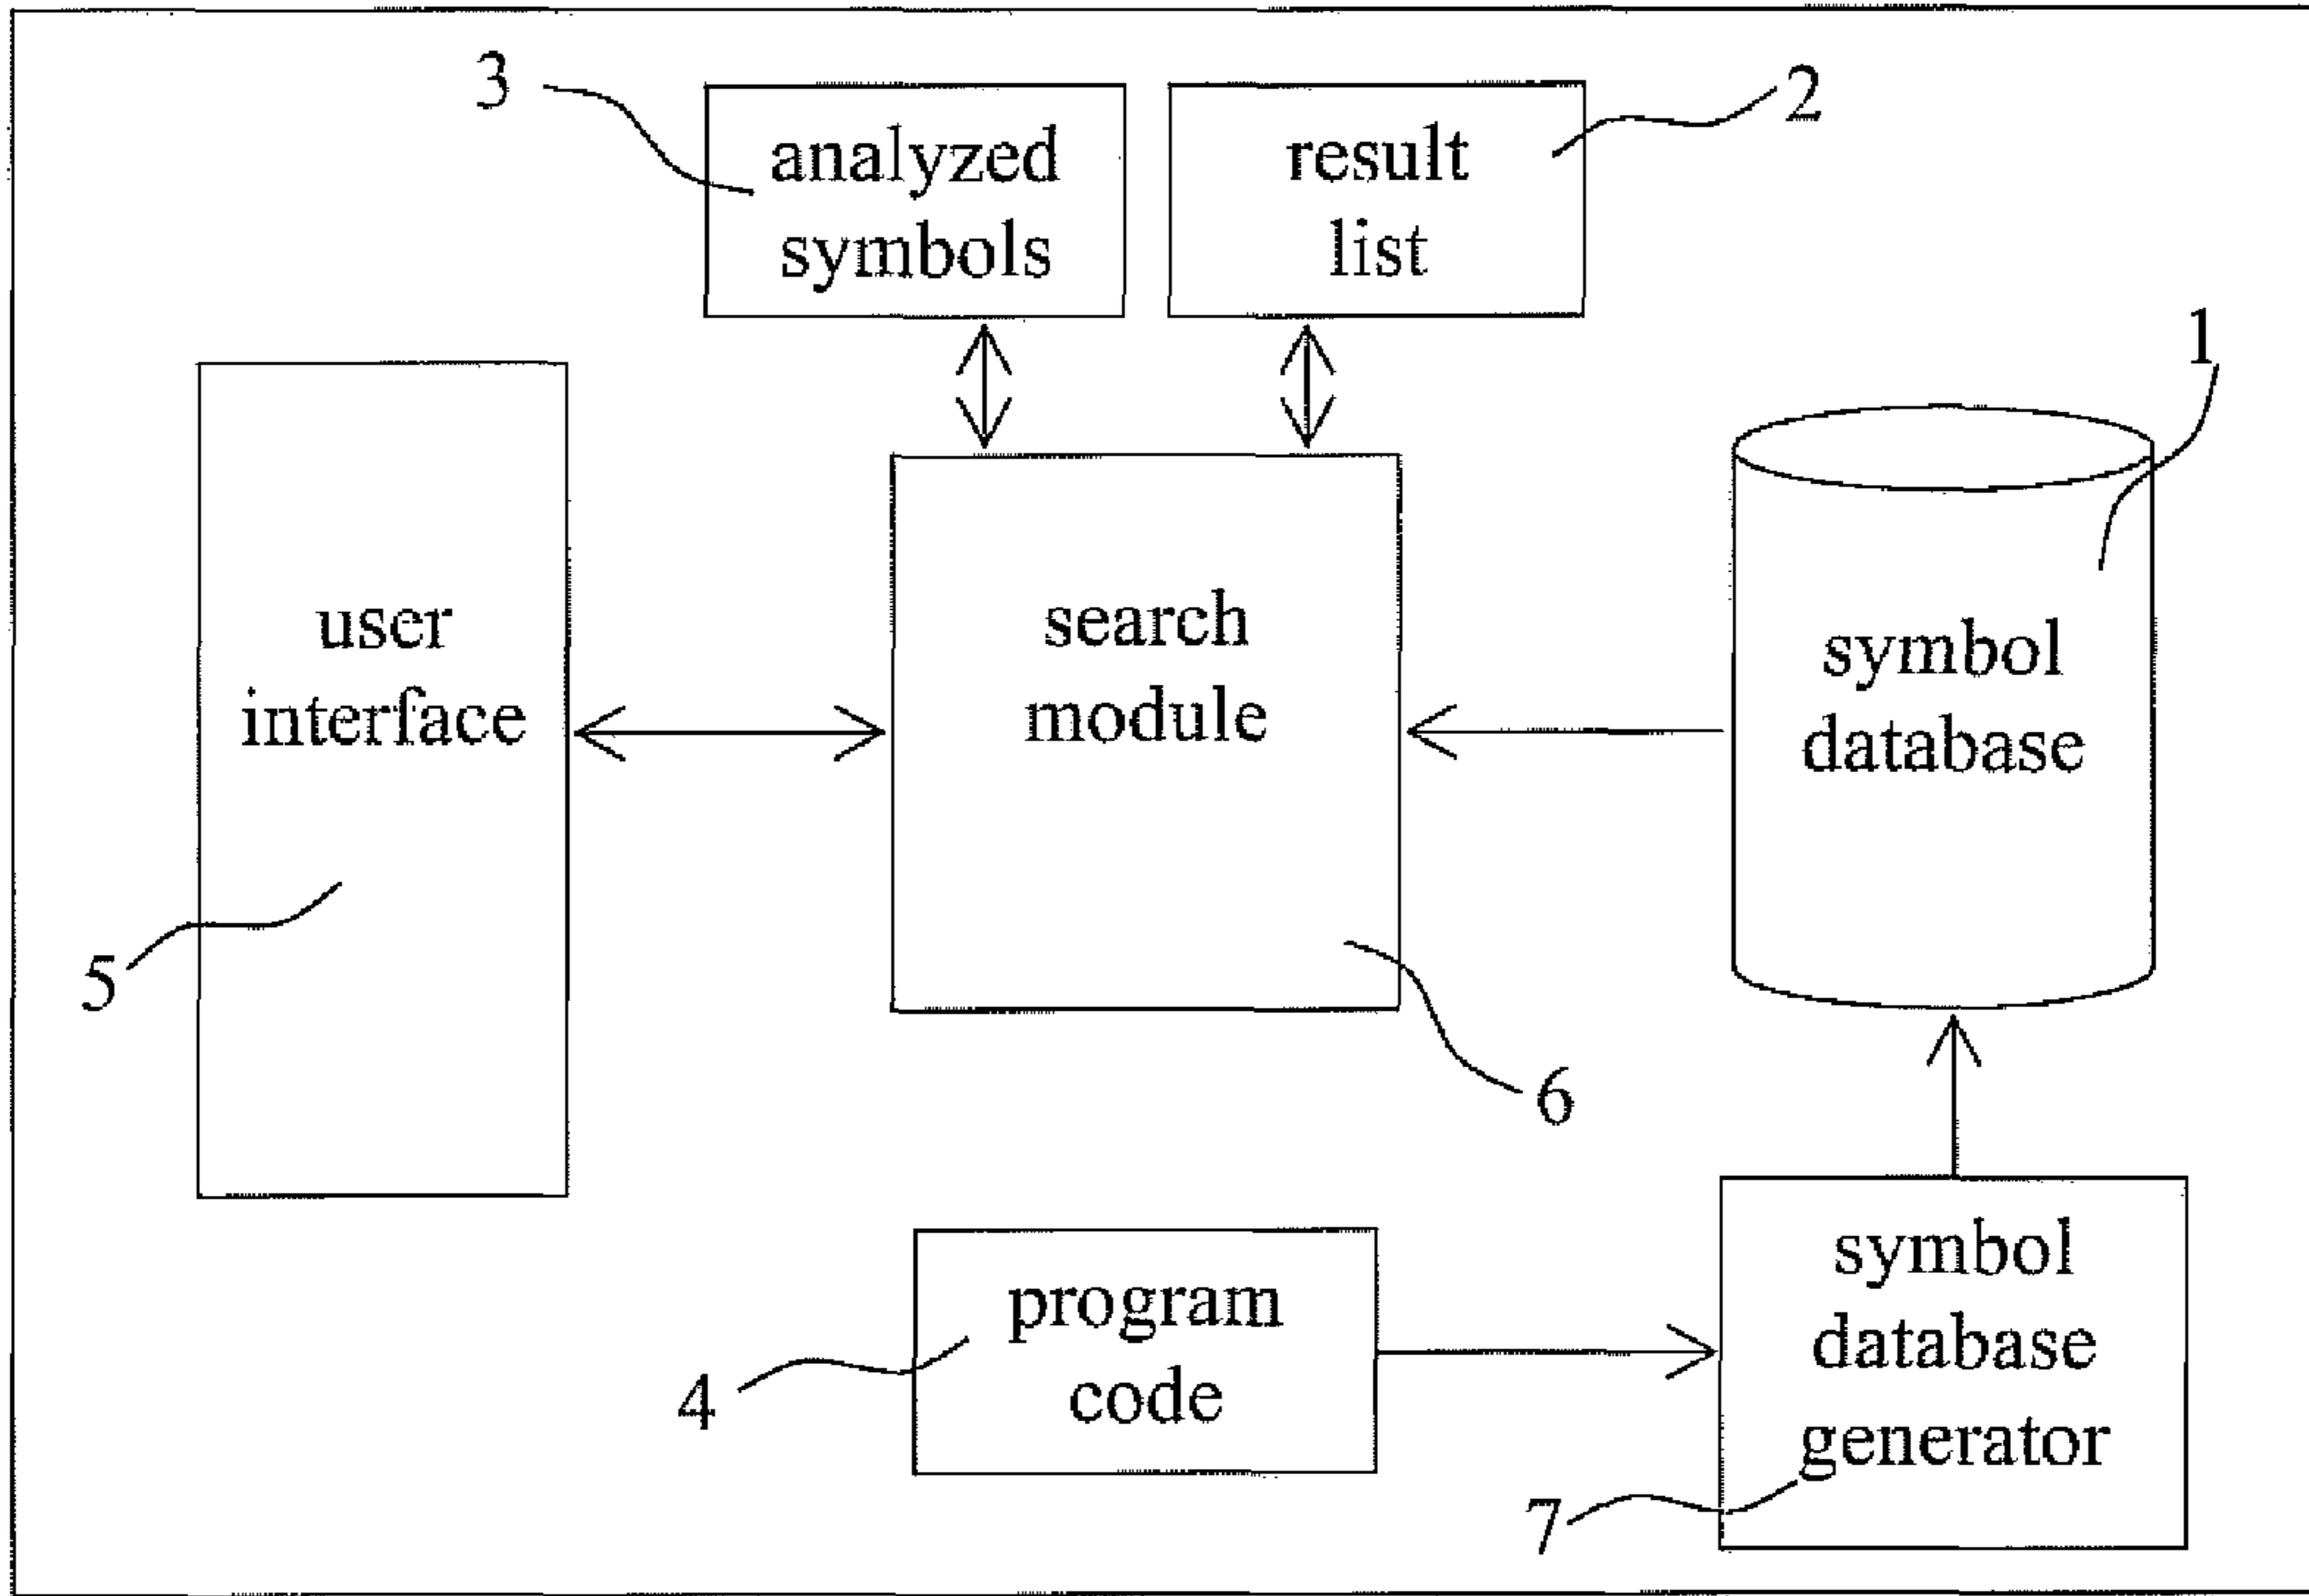 3
analyzed
symbols
result
list
2
1
user
interface
5
search
module
6
symbol
database
program
code
4
symbol
database
generator
7